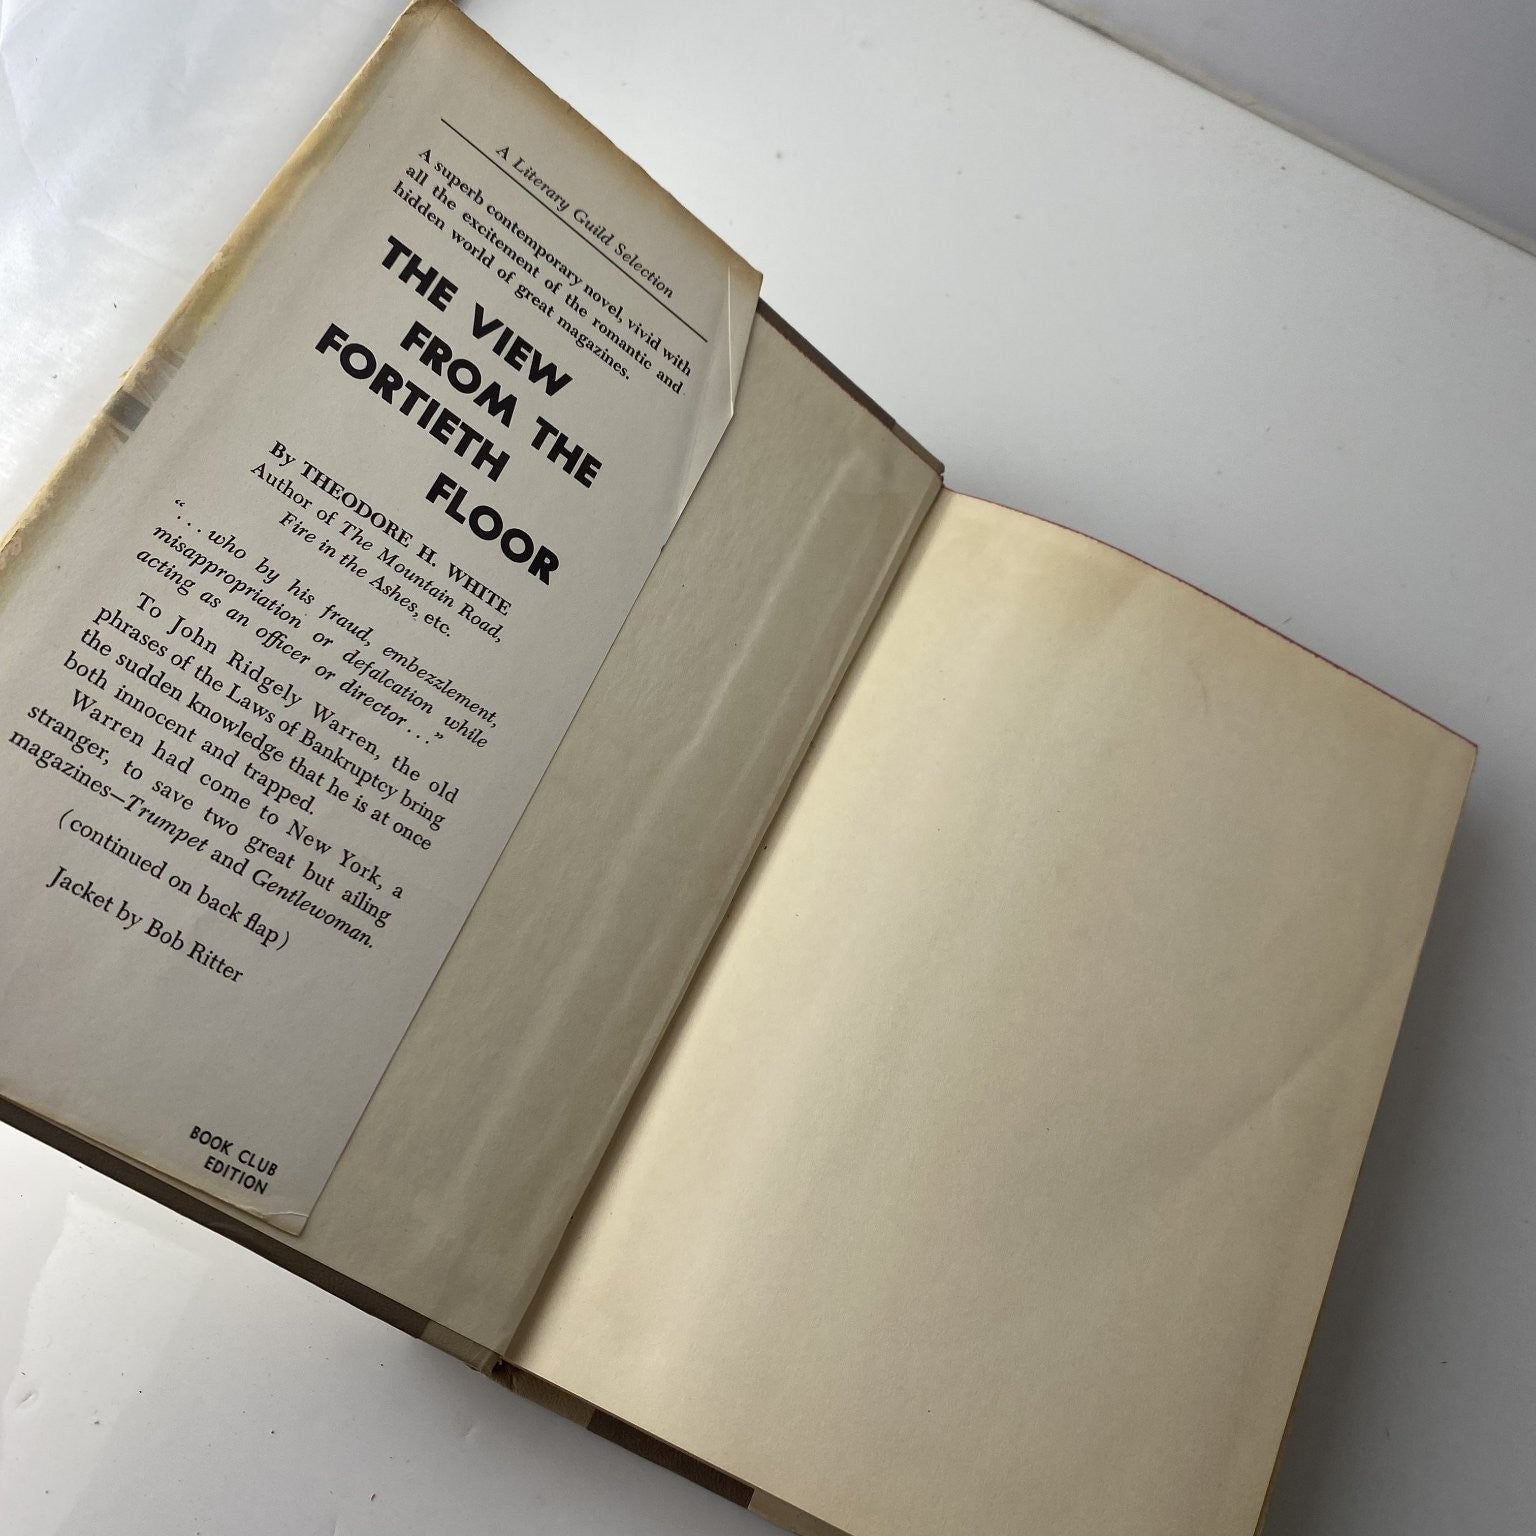 A Literary Guild Selection
A superb contemporary novel, vivid with
all the excitement of the romantic and
hidden world of great magazines.
THE VIEW
FROM THE
FORTIETH
FLOOR
By THEODORE H. WHITE
Author of The Mountain Road,
Fire in the Ashes, etc.
“...who by his fraud, embezzlement,
misappropriation or defalcation while
acting as an officer or director...”
To John Ridgely Warren, the old
phrases of the Laws of Bankruptcy bring
the sudden knowledge that he is at once
both innocent and trapped.
Warren had come to New York, a
stranger, to save two great but ailing
magazines—Trumpet and Gentlewoman.
(continued on back flap)
Jacket by Bob Ritter
BOOK CLUB
EDITION